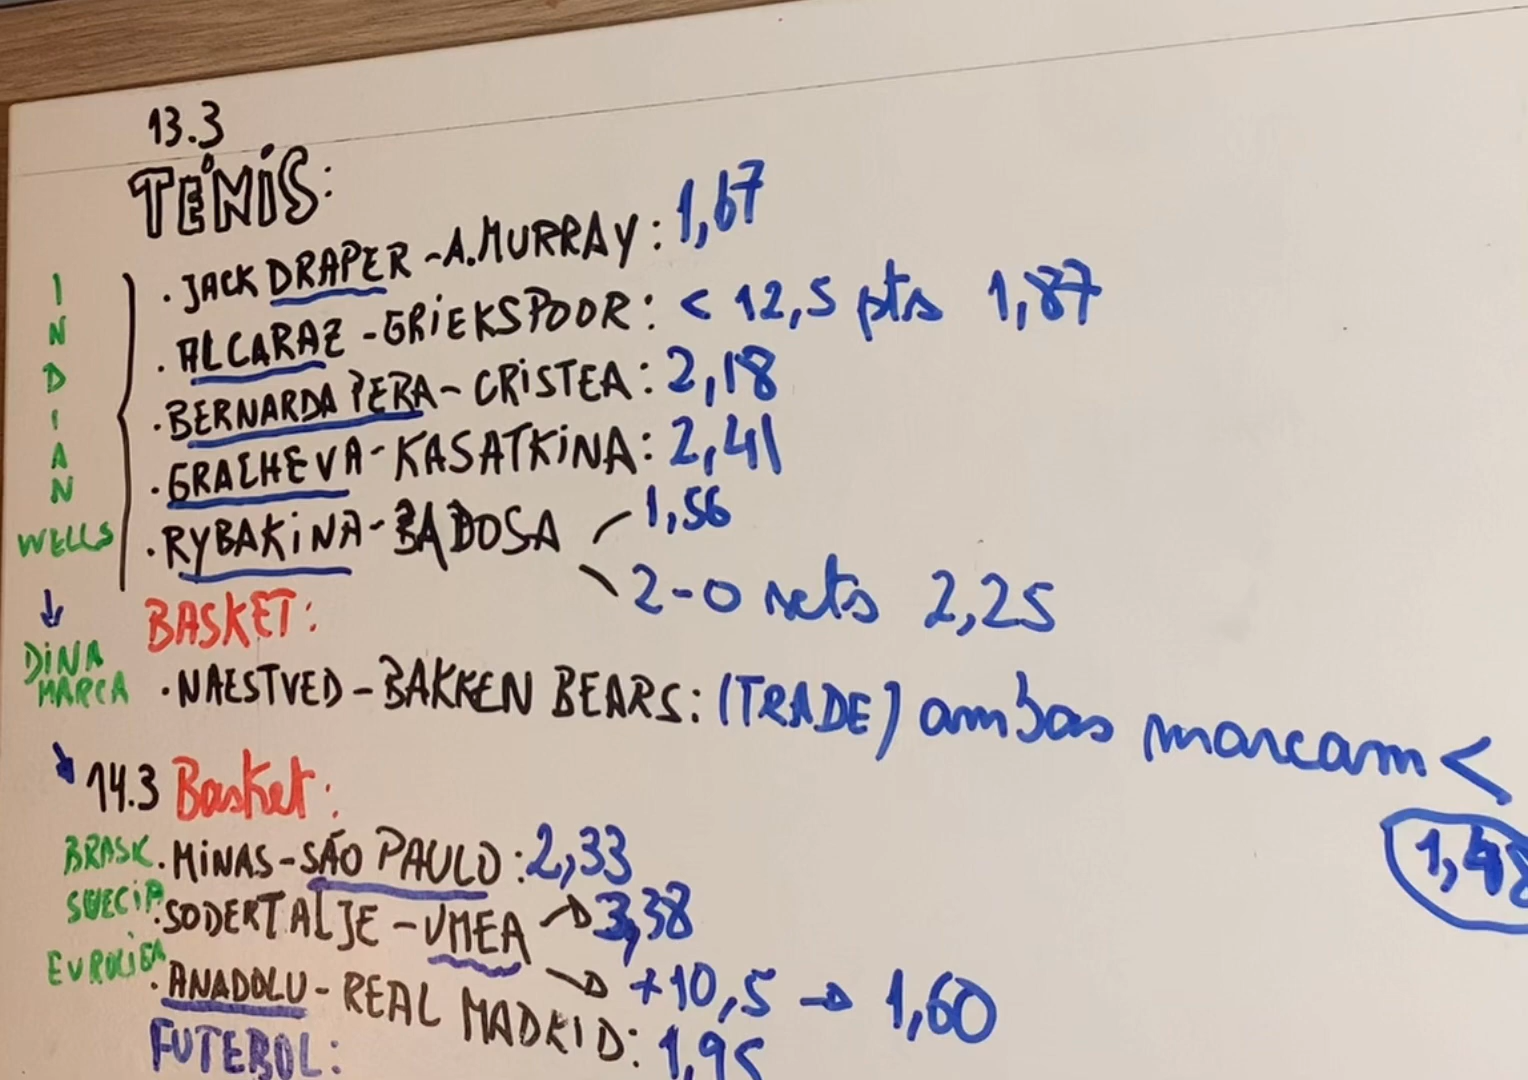 13.3
TÉNIS:
INDIAN WELLS
. JACK DRAPER - A.MURRAY: 1,67
. ALCARAZ - GRIEKSPOOR: < 12,5 pts 1,87
. BERNARDA PERA - CRISTEA: 2,18
. GRACHEVA - KASATKINA: 2,41
. RYBAKINA - BADOSA 1,56
2-0 sets 2,25
BASKET:
DINAMARCA . NAESTVED - BAKKEN BEARS: (TRADE) ambas marcam <
14.3 Basket:
1,48
BRASK. MINAS - SÃO PAULO: 2,33
SUECIA. SODERTALJE - UMEA → 3,38
→ +10,5 → 1,60
. ANADOLU - REAL MADRID: 1,95
FUTEBOL: